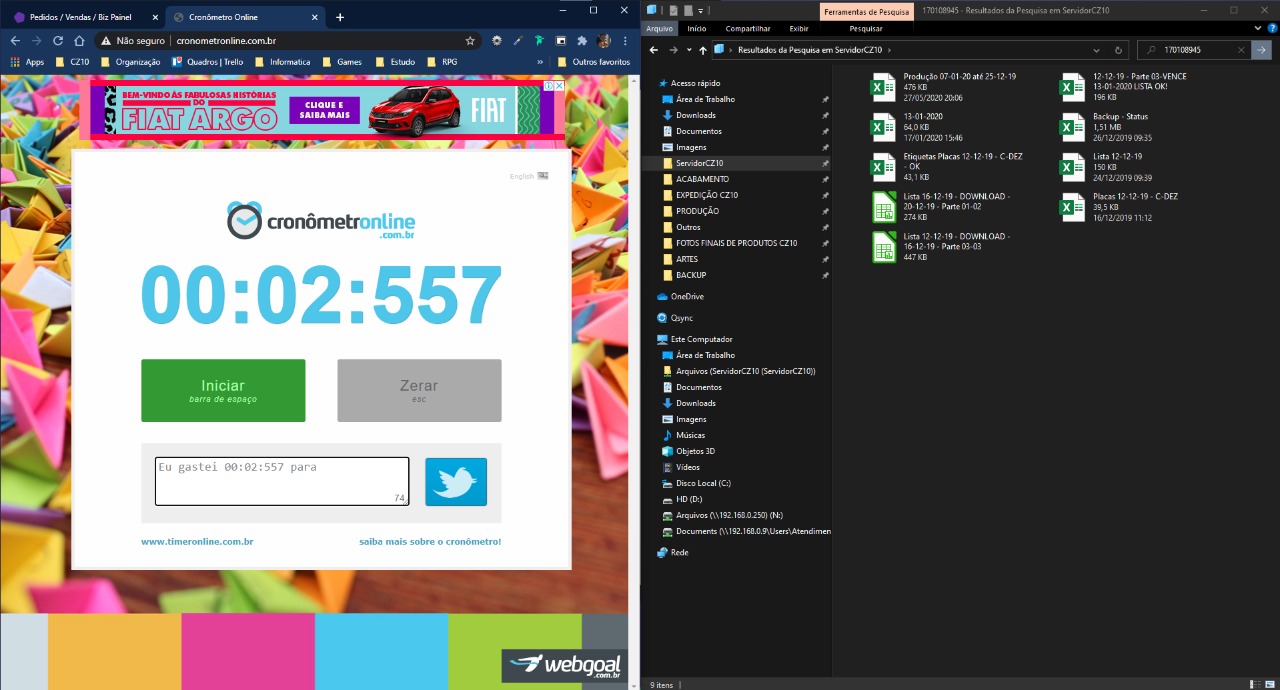 Pedidos / Vendas / Biz Painel
Cronômetro Online
Não seguro
cronometronline.com.br
Apps
CZ10
Organização
Quadros | Trello
Informatica
Games
Estudo
RPG
»
Outros favoritos
BEM-VINDO ÀS FABULOSAS HISTÓRIAS
DO
FIAT ARGO
CLIQUE E
SAIBA MAIS
FIAT
English
cronômetronline
.com.br
00:02:557
Iniciar
barra de espaço
Zerar
esc
Eu gastei 00:02:557 para
74
www.timeronline.com.br
saiba mais sobre o cronômetro!
webgoal
.com.br
Ferramentas de Pesquisa
170108945 - Resultados da Pesquisa em ServidorCZ10
Arquivo
Início
Compartilhar
Exibir
Pesquisar
Resultados da Pesquisa em ServidorCZ10
170108945
Acesso rápido
Área de Trabalho
Downloads
Documentos
Imagens
ServidorCZ10
ACABAMENTO
EXPEDIÇÃO CZ10
PRODUÇÃO
Outros
FOTOS FINAIS DE PRODUTOS CZ10
ARTES
BACKUP
OneDrive
Qsync
Este Computador
Área de Trabalho
Arquivos (ServidorCZ10 (ServidorCZ10))
Documentos
Downloads
Imagens
Músicas
Objetos 3D
Vídeos
Disco Local (C:)
HD (D:)
Arquivos (\\192.168.0.250) (N:)
Documents (\\192.168.0.9\Users\Atendimen
Rede
Produção 07-01-20 até 25-12-19
476 KB
27/05/2020 20:06
12-12-19 - Parte 03-VENCE
13-01-2020 LISTA OK!
196 KB
13-01-2020
64,0 KB
17/01/2020 15:46
Backup - Status
1,51 MB
26/12/2019 09:35
Etiquetas Placas 12-12-19 - C-DEZ
- OK
43,1 KB
Lista 12-12-19
150 KB
24/12/2019 09:39
Lista 16-12-19 - DOWNLOAD -
20-12-19 - Parte 01-02
274 KB
Placas 12-12-19 - C-DEZ
39,5 KB
16/12/2019 11:12
Lista 12-12-19 - DOWNLOAD -
16-12-19 - Parte 03-03
447 KB
9 itens